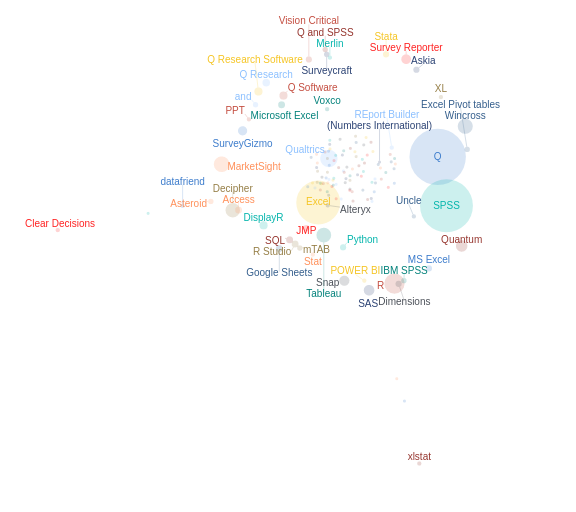 Vision Critical
Q and SPSS
Stata
Merlin
Survey Reporter
Q Research Software
Askia
Surveycraft
Q Research
Q Software
XL
and
Voxco
Excel Pivot tables
PPT
Microsoft Excel
REport Builder
Wincross
(Numbers International)
SurveyGizmo
Qualtrics
Q
MarketSight
datafriend
Decipher
Asteroid
Access
Excel
Uncle
SPSS
Alteryx
DisplayR
Clear Decisions
JMP
SQL
Python
Quantum
R Studio
mTAB
Stat
MS Excel
Google Sheets
POWER BI
IBM SPSS
Snap
R
Tableau
SAS
Dimensions
xlstat